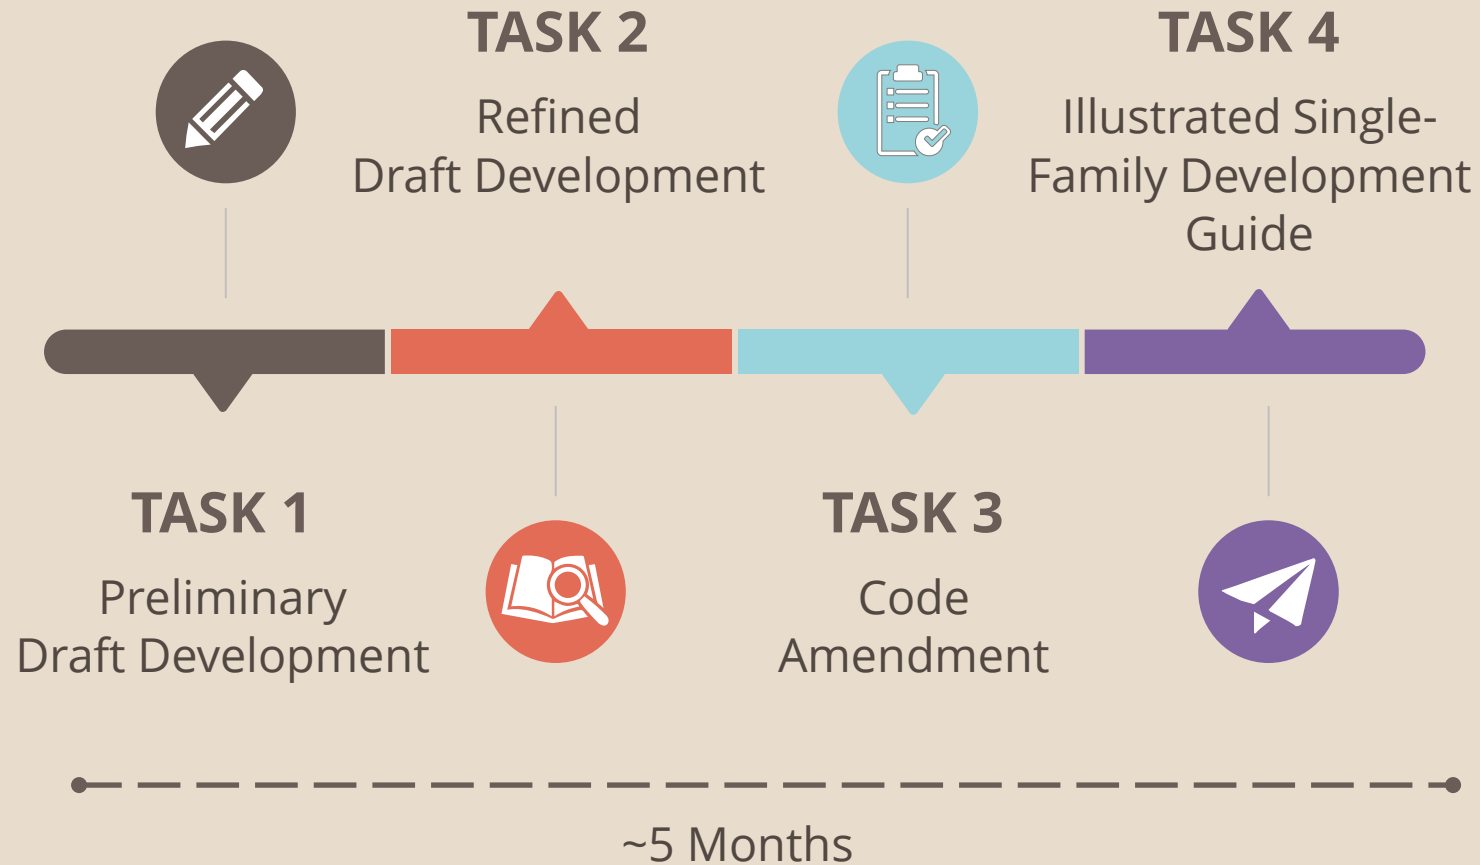 TASK 1
Preliminary
Draft Development
TASK 2
Refined
Draft Development
TASK 3
Code
Amendment
TASK 4
Illustrated Single-
Family Development
Guide
~5 Months